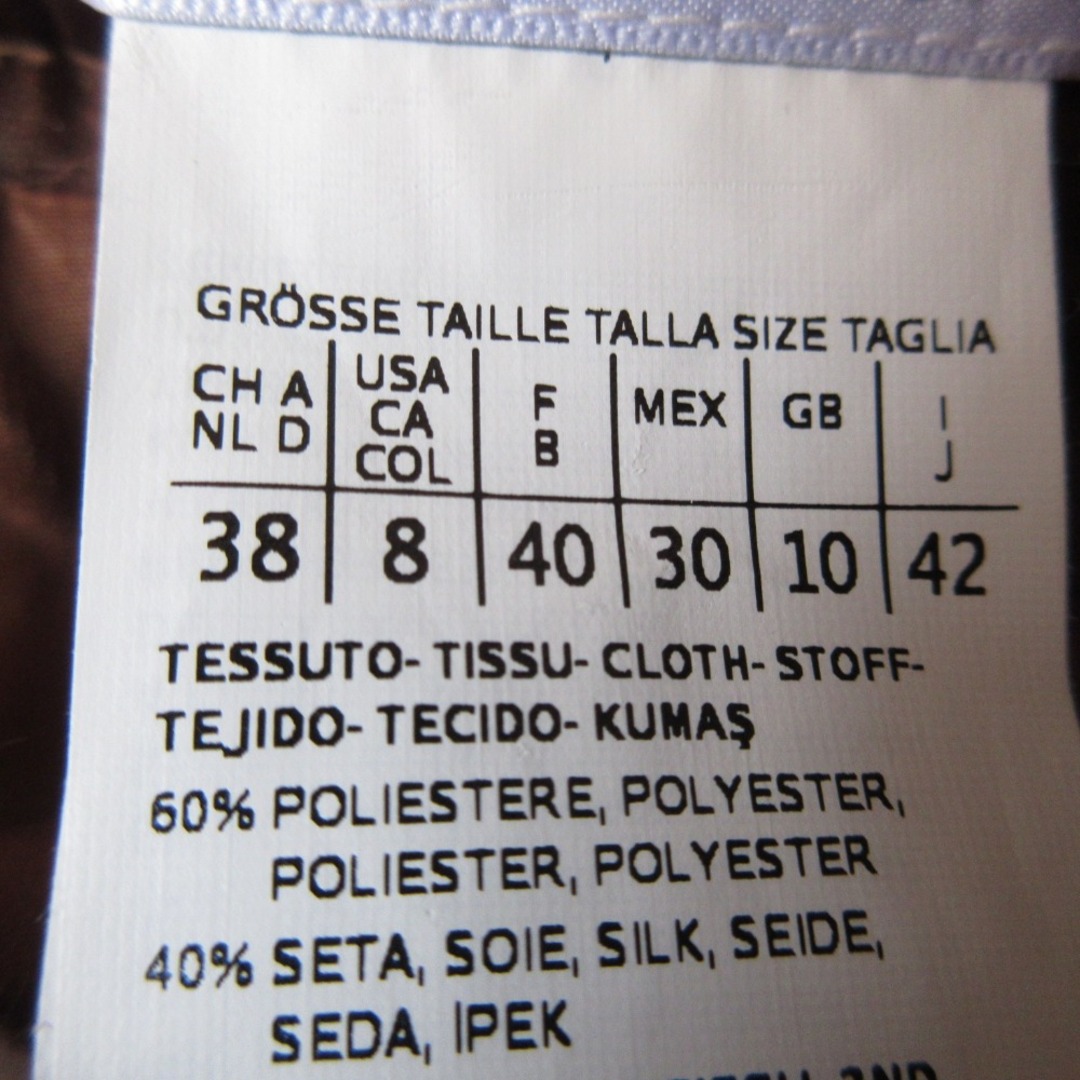 GRÖSSE TAILLE TALLA SIZE TAGLIA
CH A USA F MEX GB I
NL D CA B J
COL
38 8 40 30 10 42
TESSUTO- TISSU- CLOTH- STOFF-
TEJIDO- TECIDO- KUMAŞ
60% POLIESTERE, POLYESTER,
POLIESTER, POLYESTER
40% SETA, SOIE, SILK, SEIDE,
SEDA, İPEK